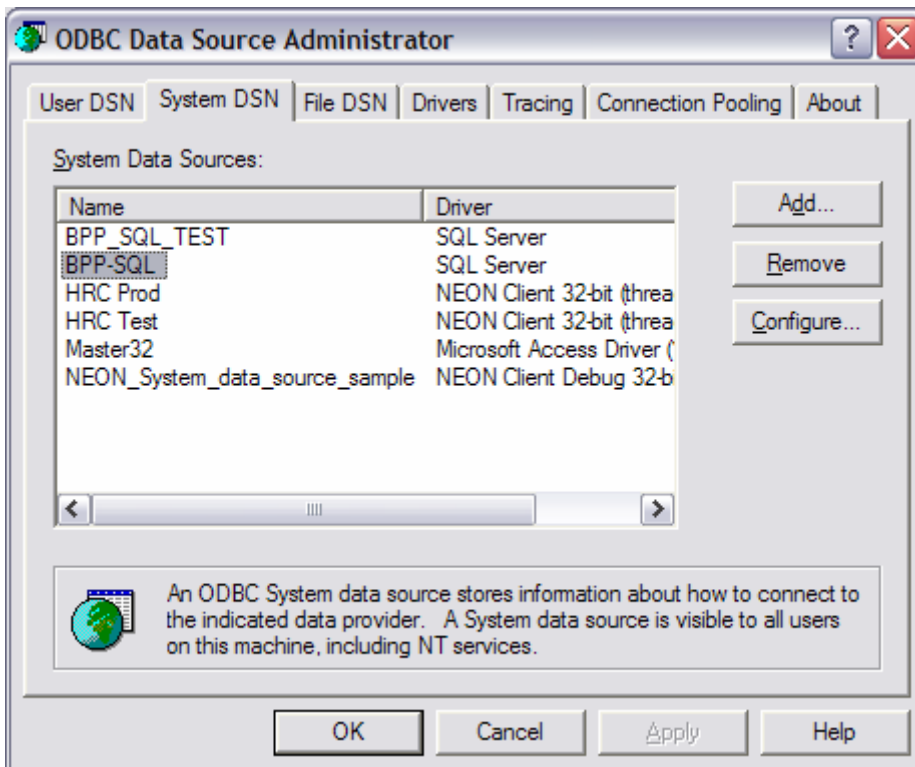 ODBC Data Source Administrator
User DSN System DSN File DSN Drivers Tracing Connection Pooling About
System Data Sources:
Name Driver
BPP_SQL_TEST SQL Server
BPP-SQL SQL Server
HRC Prod NEON Client 32-bit (threa
HRC Test NEON Client 32-bit (threa
Master32 Microsoft Access Driver (
NEON_System_data_source_sample NEON Client Debug 32-bi
Add...
Remove
Configure...
An ODBC System data source stores information about how to connect to
the indicated data provider. A System data source is visible to all users
on this machine, including NT services.
OK Cancel Apply Help